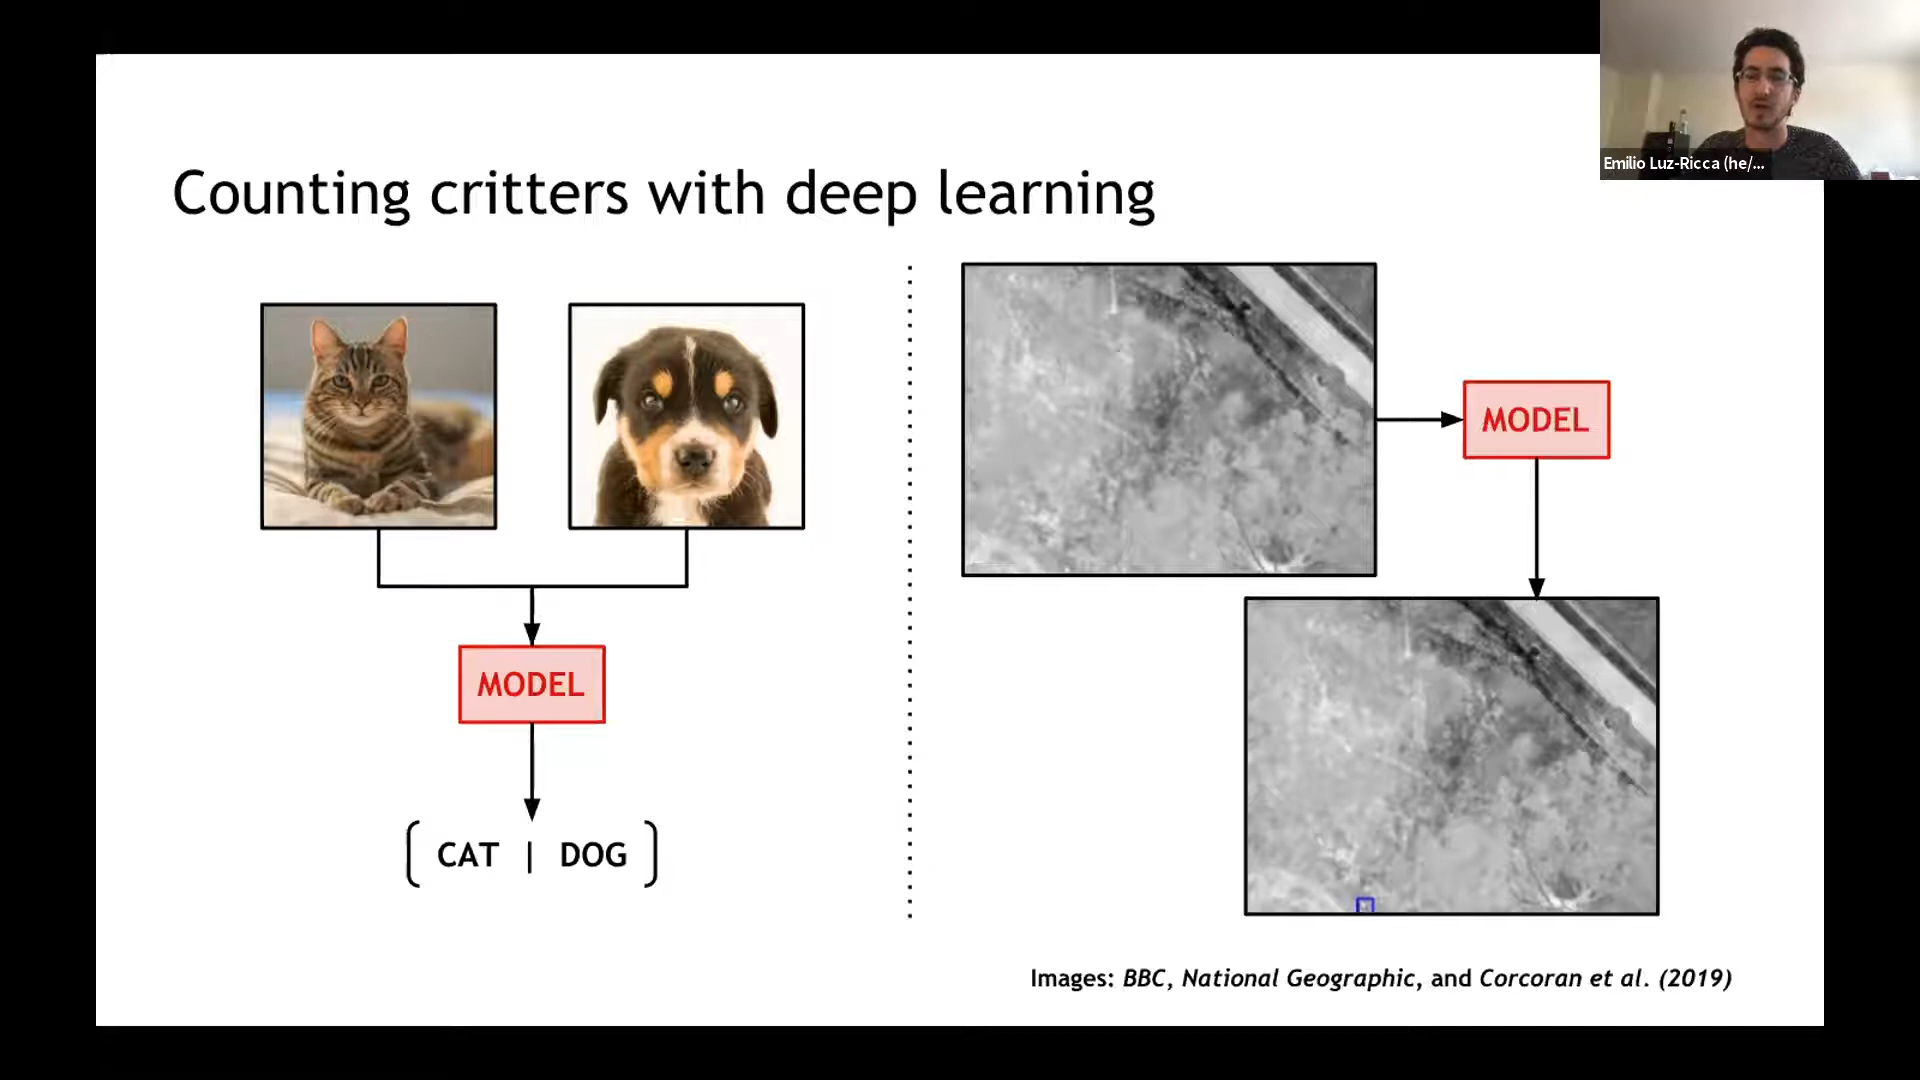 Emilio Luz-Ricca (he/...
Counting critters with deep learning
MODEL
MODEL
CAT | DOG
Images: BBC, National Geographic, and Corcoran et al. (2019)